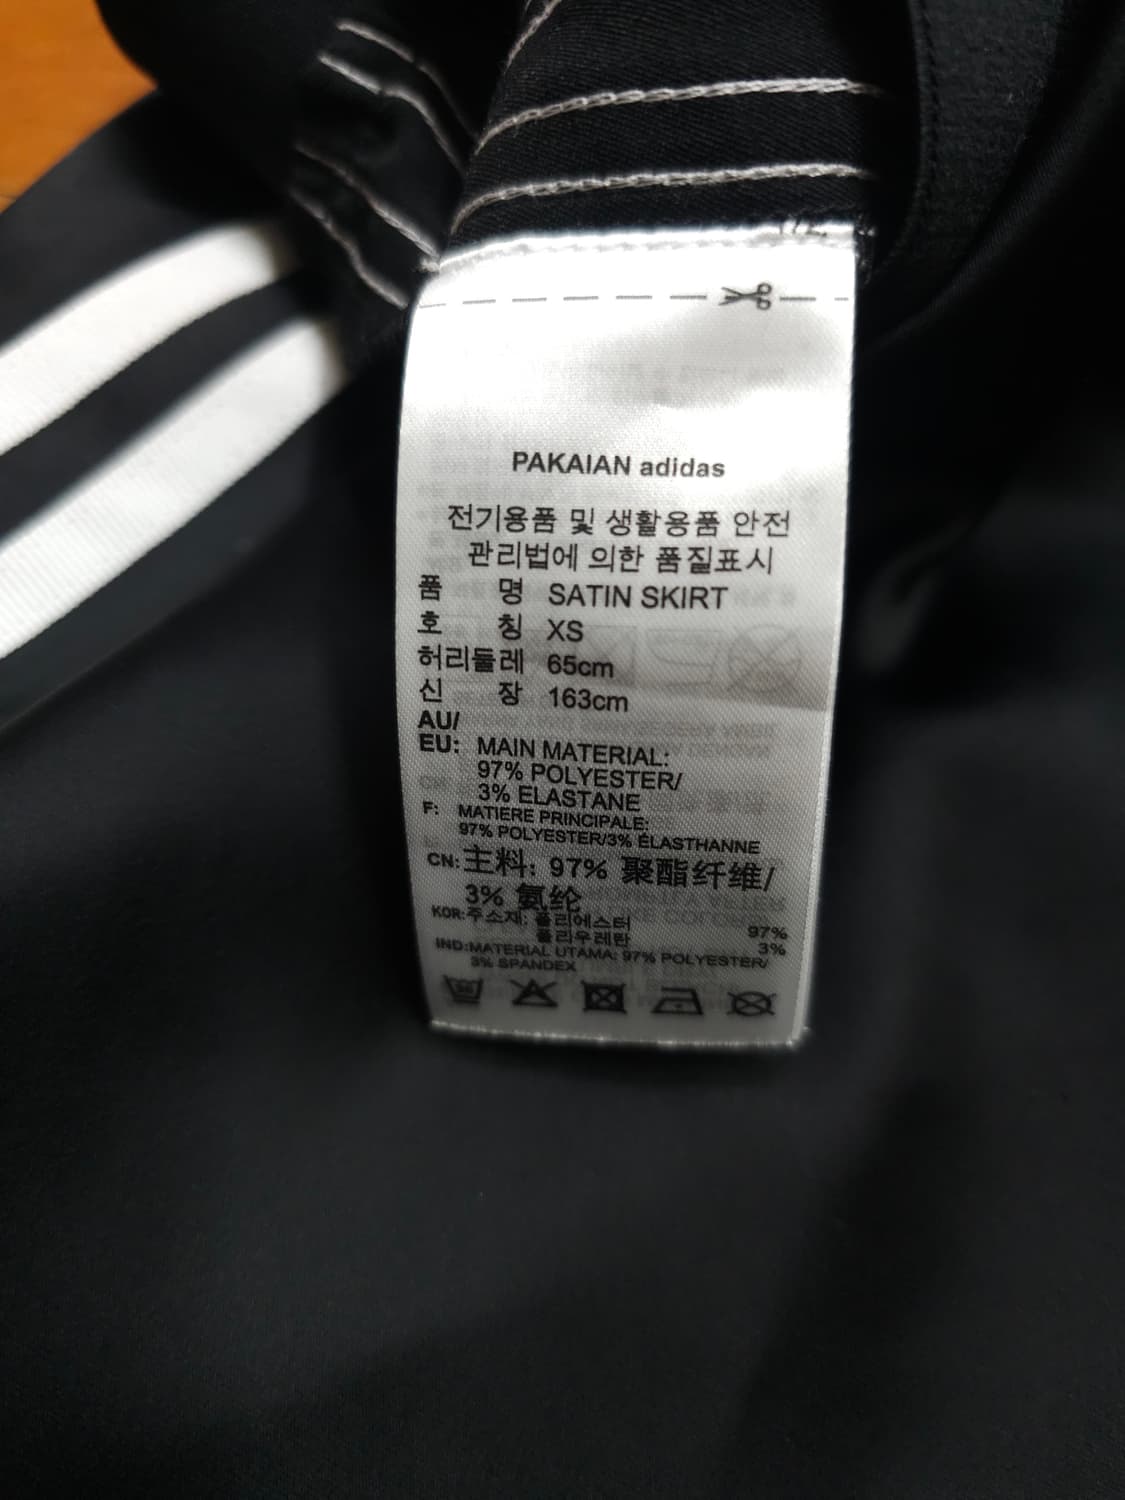 PAKAIAN adidas
전기용품 및 생활용품 안전
관리법에 의한 품질표시
품 명 SATIN SKIRT
호 칭 XS
허리둘레 65cm
신 장 163cm
AU/
EU: MAIN MATERIAL:
97% POLYESTER/
3% ELASTANE
F: MATIERE PRINCIPALE:
97% POLYESTER/3% ÉLASTHANNE
CN: 主料: 97% 聚酯纤维/
3% 氨纶
KOR: 주소재: 폴리에스터 97%
폴리우레탄 3%
IND: MATERIAL UTAMA: 97% POLYESTER/
3% SPANDEX